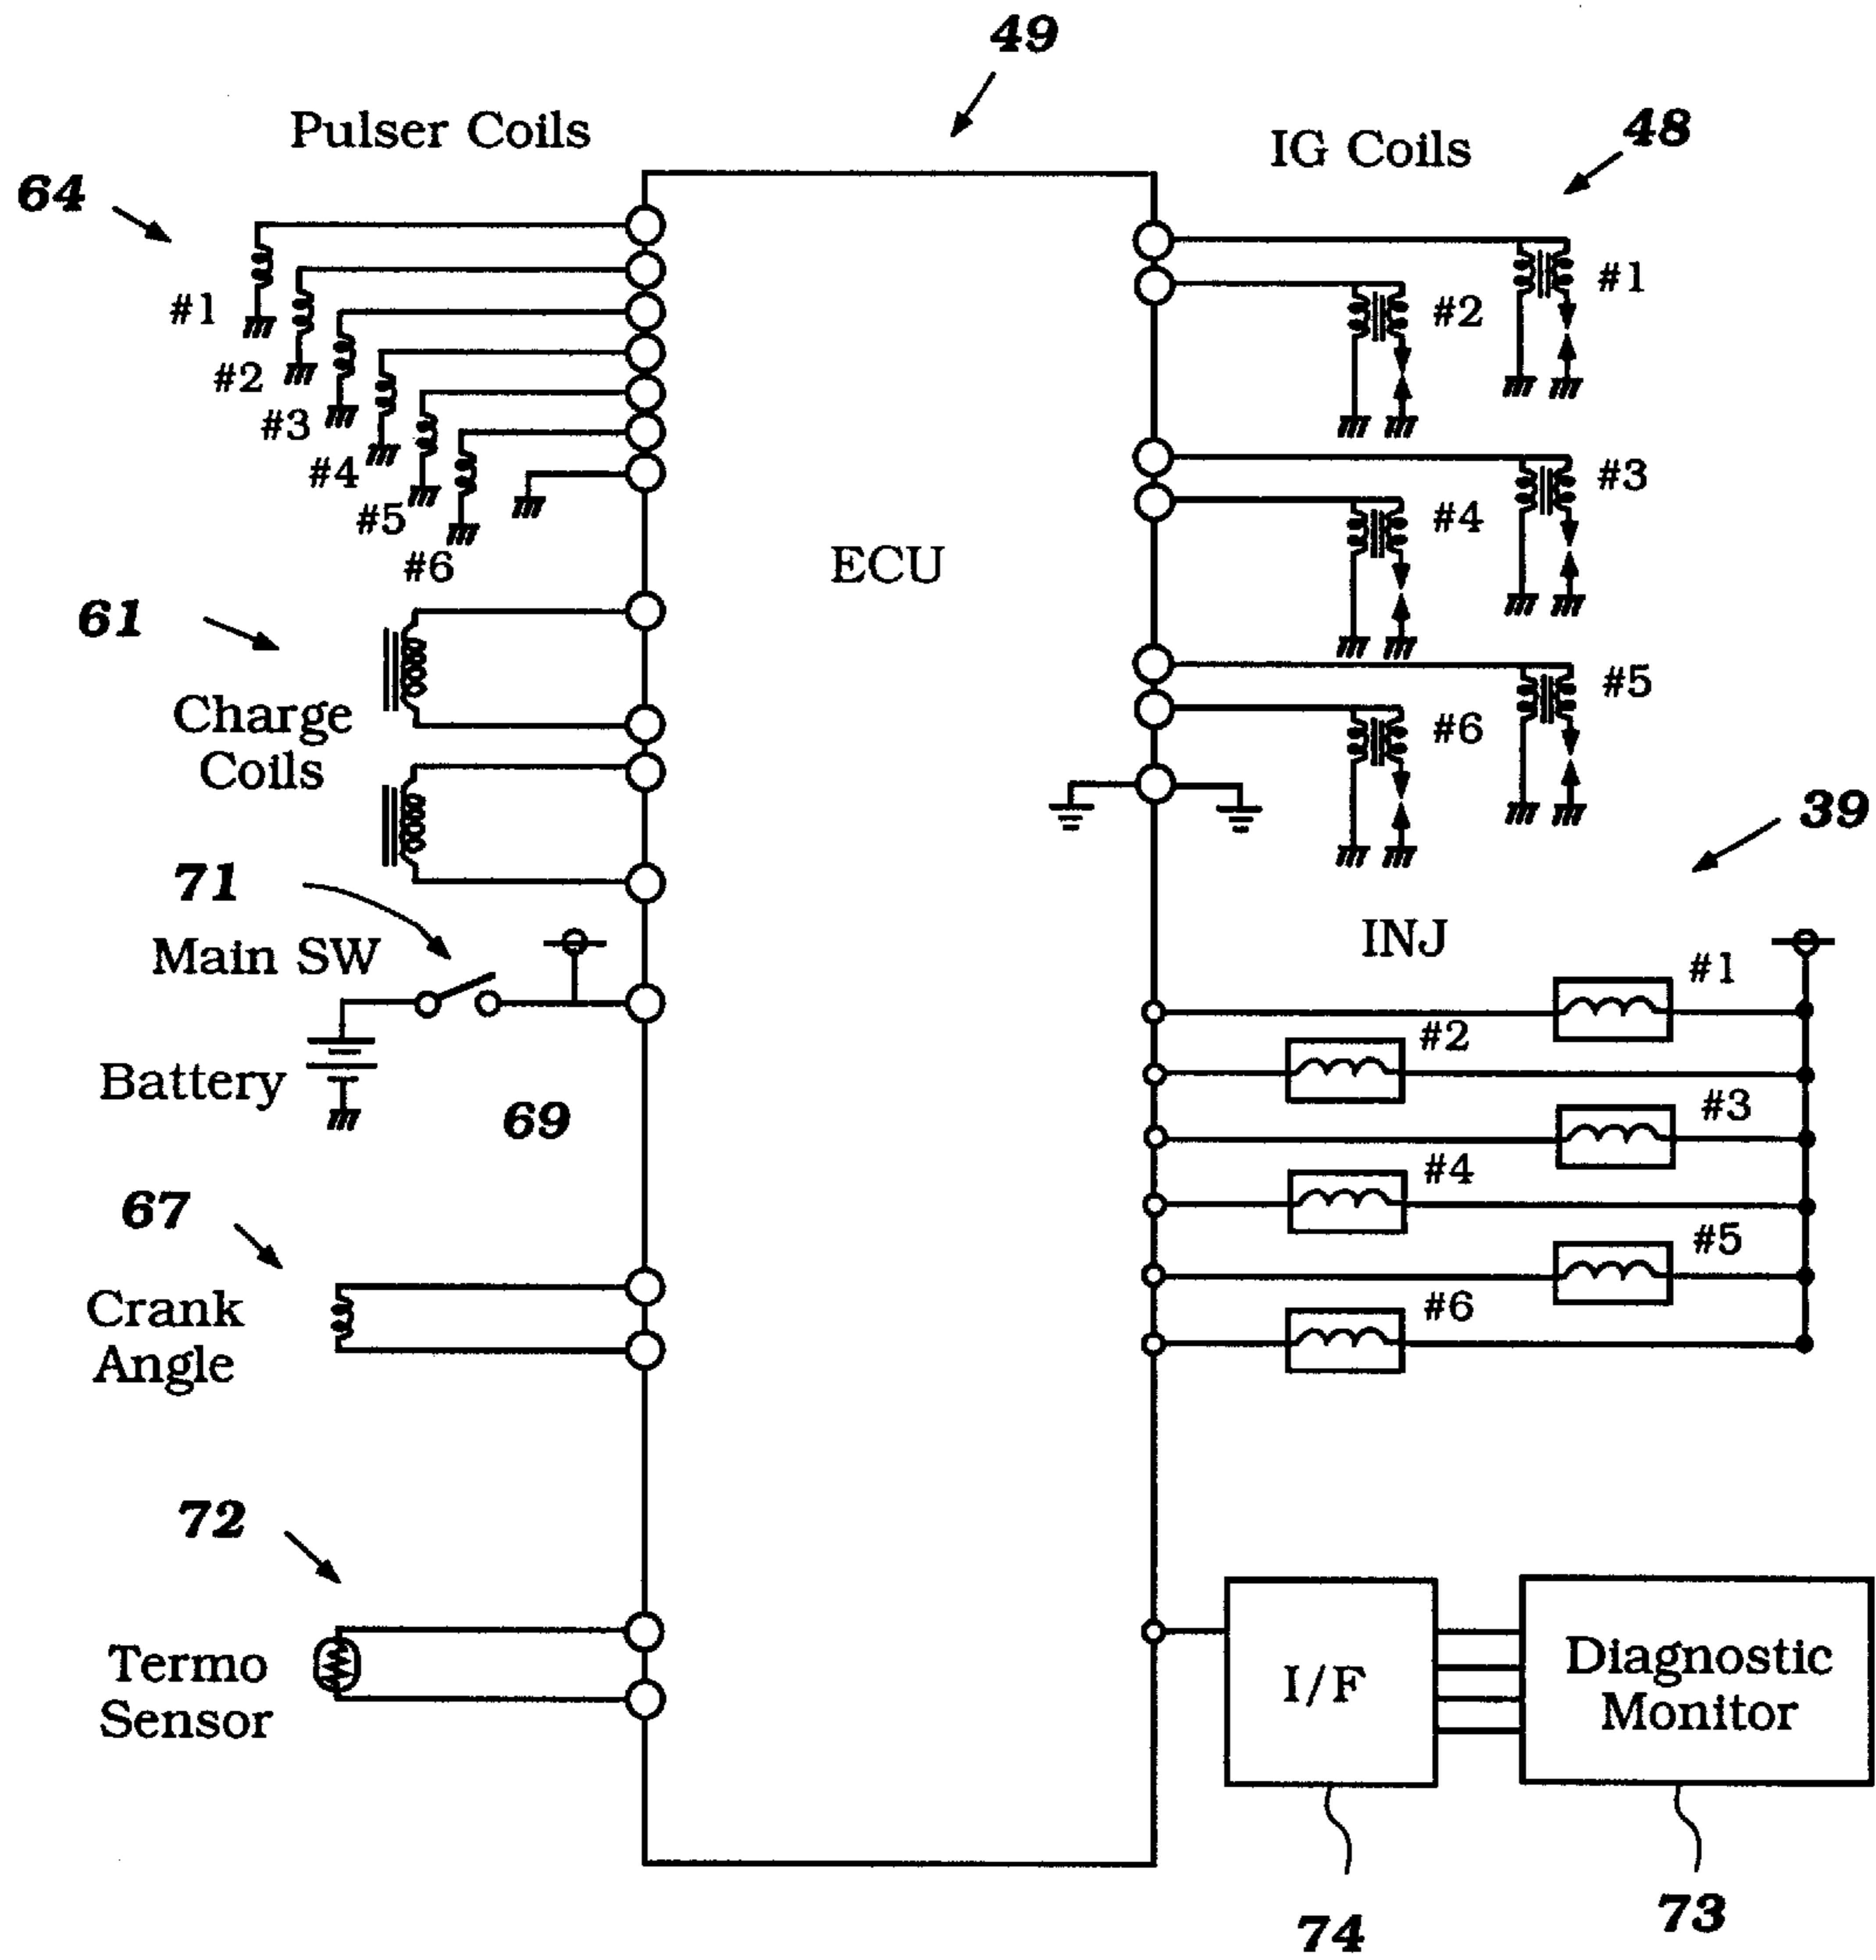 49
Pulser Coils
IG Coils
48
64
#1
#2
#3
#4
#5
#6
#1
#2
#3
#4
#5
#6
ECU
61
Charge
Coils
39
71
Main SW
INJ
#1
#2
#3
#4
#5
#6
Battery
69
67
Crank
Angle
72
Termo
Sensor
I/F
Diagnostic
Monitor
74
73